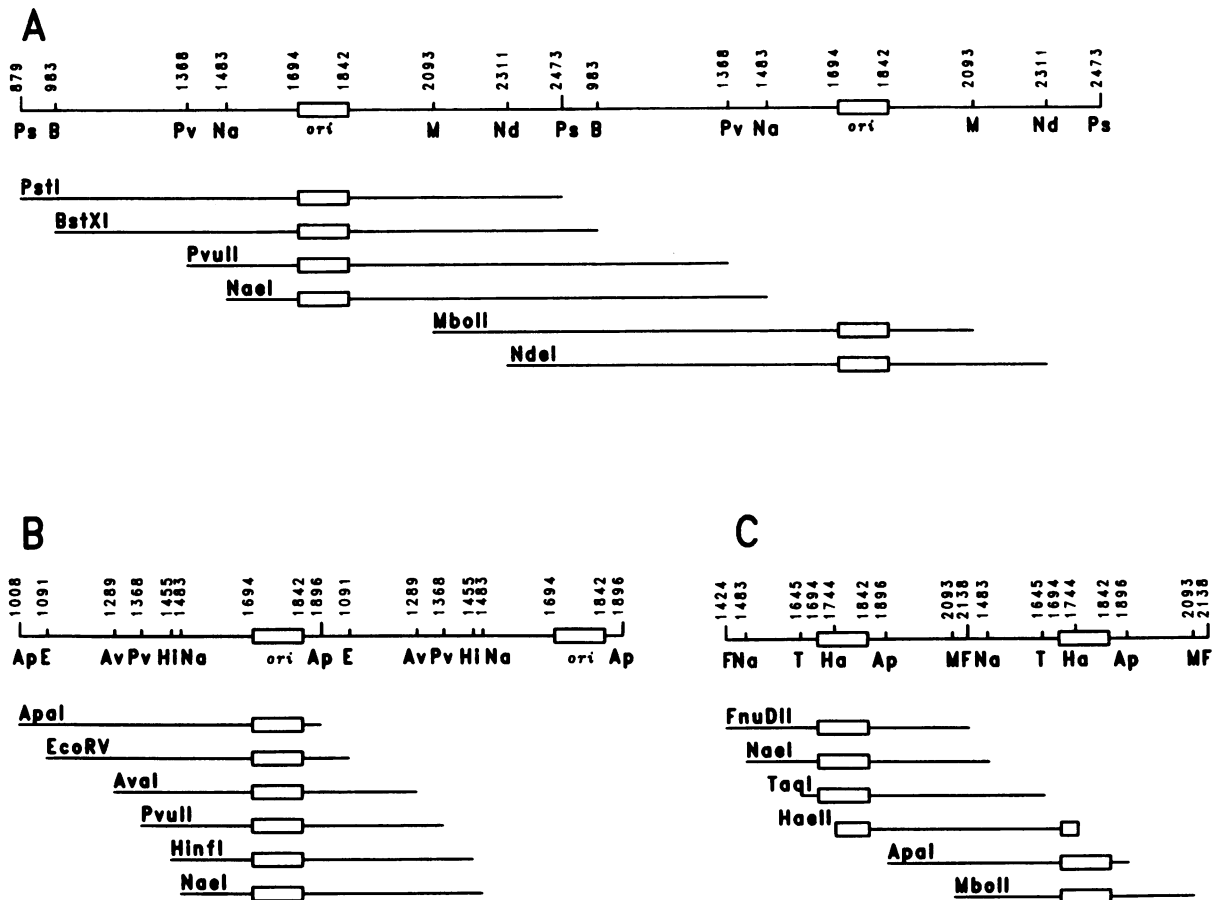 A
879 983 1368 1483 1694 1842 2093 2311 2473 983 1368 1483 1694 1842 2093 2311 2473
Ps B Pv Na ori M Nd Ps B Pv Na ori M Nd Ps
PstI
BstXI
PvuII
NaeI
MboII
NdeI
B
1008 1091 1289 1368 1455 1483 1694 1842 1896 1091 1289 1368 1455 1483 1694 1842 1896
Ap E Av Pv Hi Na ori Ap E Av Pv Hi Na ori Ap
ApaI
EcoRV
AvaI
PvuII
HinfI
NaeI
C
1424 1483 1645 1694 1744 1842 1896 2093 2138 1483 1645 1694 1744 1842 1896 2093 2138
F Na T Ha Ap M F Na T Ha Ap M F
FnuDII
NaeI
TaqI
HaeII
ApaI
MboII